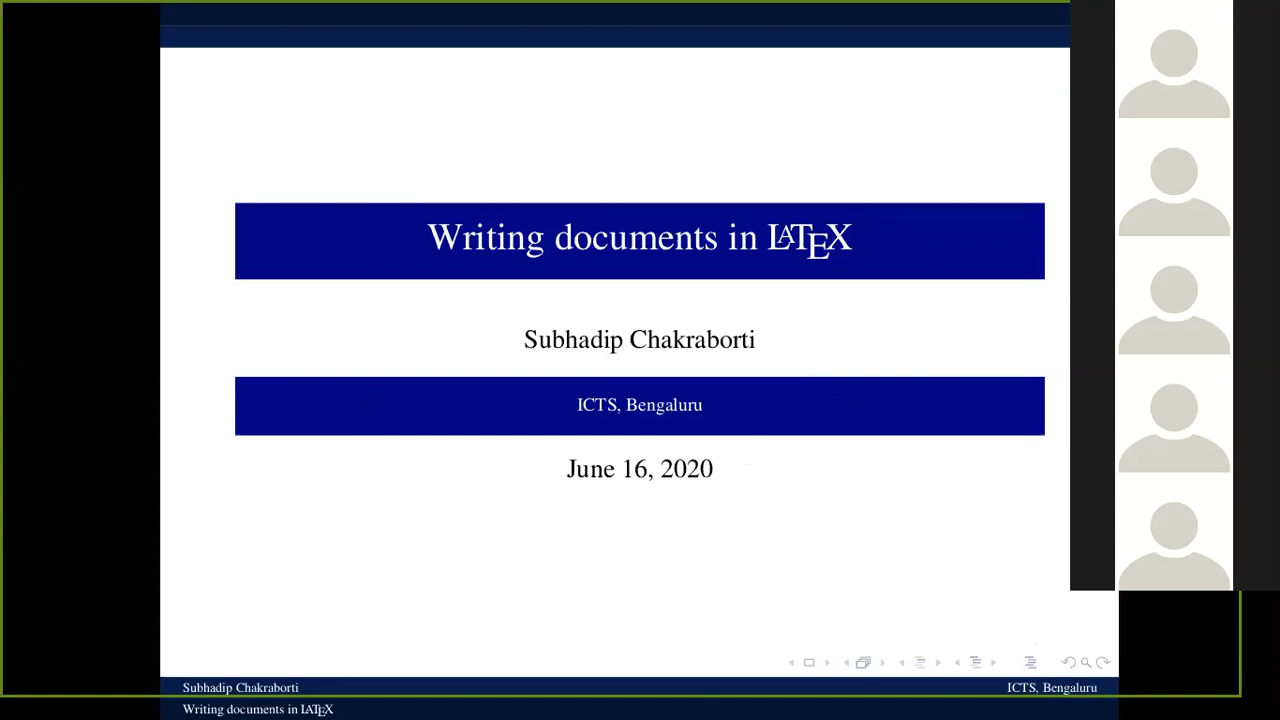 Writing documents in LATEX
Subhadip Chakraborti
ICTS, Bengaluru
June 16, 2020
Subhadip Chakraborti
ICTS, Bengaluru
Writing documents in LATEX